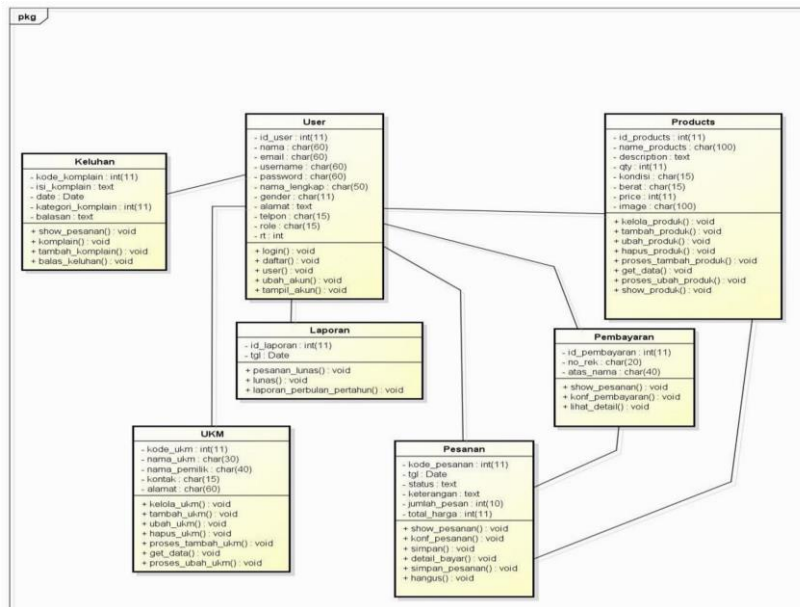 pkg
User
- id_user : int(11)
- nama : char(60)
- email : char(60)
- username : char(60)
- password : char(60)
- nama_lengkap : char(50)
- gender : char(11)
- alamat : text
- telpon : char(15)
- role : char(15)
- rt : int
+ login() : void
+ daftar() : void
+ user() : void
+ ubah_akun() : void
+ tampil_akun() : void
Products
- id_products : int(11)
- name_products : char(100)
- description : text
- qty : int(11)
- kondisi : char(15)
- berat : char(15)
- price : int(11)
- image : char(100)
+ kelola_produk() : void
+ tambah_produk() : void
+ ubah_produk() : void
+ hapus_produk() : void
+ proses_tambah_produk() : void
+ get_data() : void
+ proses_ubah_produk() : void
+ show_produk() : void
Keluhan
- kode_komplain : int(11)
- isi_komplain : text
- date : Date
- kategori_komplain : int(11)
- balasan : text
+ show_pesanan() : void
+ komplain() : void
+ tambah_komplain() : void
+ balas_keluhan() : void
Laporan
- id_laporan : int(11)
- tgl : Date
+ pesanan_lunas() : void
+ lunas() : void
+ laporan_perbulan_pertahun() : void
Pembayaran
- id_pembayaran : int(11)
- no_rek : char(20)
- atas_nama : char(40)
+ show_pesanan() : void
+ konf_pembayaran() : void
+ lihat_detail() : void
UKM
- kode_ukm : int(11)
- nama_ukm : char(30)
- nama_pemilik : char(40)
- kontak : char(15)
- alamat : char(60)
+ kelola_ukm() : void
+ tambah_ukm() : void
+ ubah_ukm() : void
+ hapus_ukm() : void
+ proses_tambah_ukm() : void
+ get_data() : void
+ proses_ubah_ukm() : void
Pesanan
- kode_pesanan : int(11)
- tgl : Date
- status : text
- keterangan : text
- jumlah_pesan : int(10)
- total_harga : int(11)
+ show_pesanan() : void
+ konf_pesanan() : void
+ simpan() : void
+ detail_bayar() : void
+ simpan_pesanan() : void
+ hangus() : void